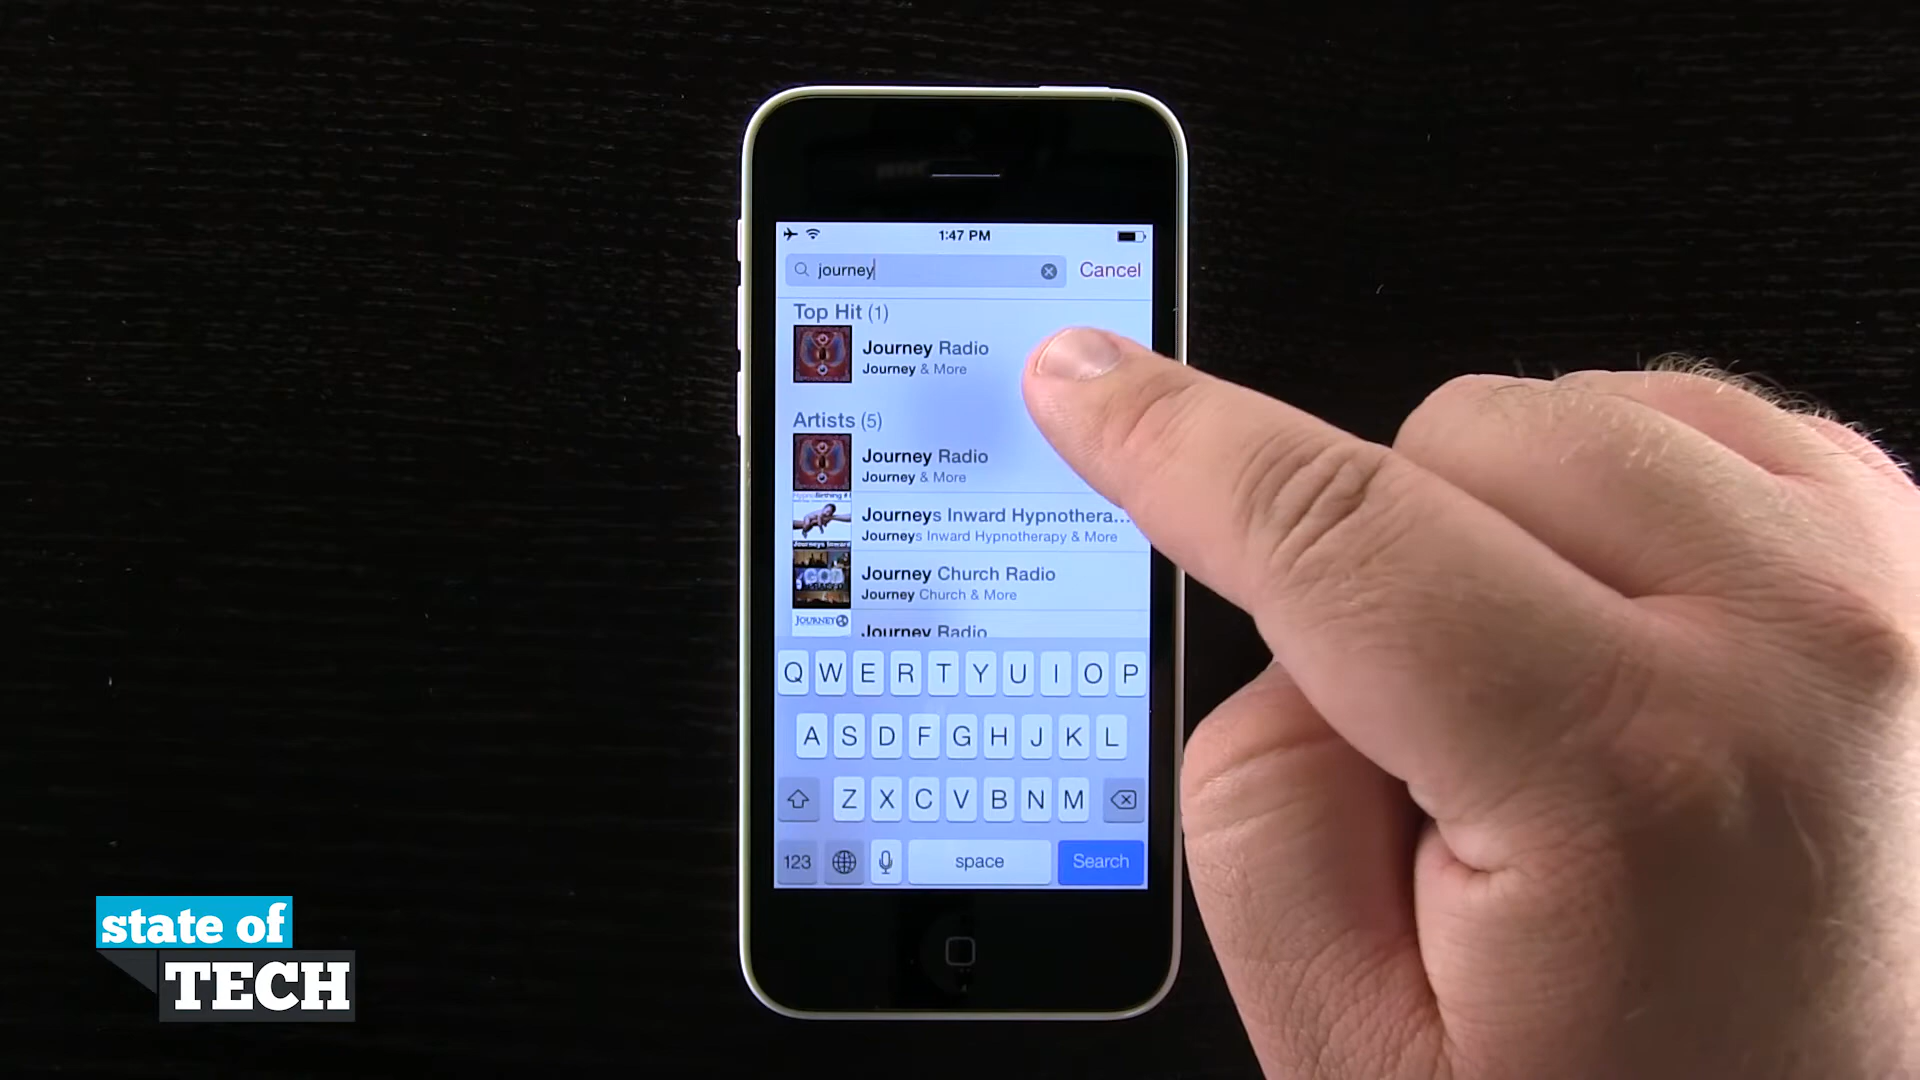 1:47 PM
journey
Cancel
Top Hit (1)
Journey Radio
Journey & More
Artists (5)
Journey Radio
Journey & More
Journeys Inward Hypnothera...
Journeys Inward Hypnotherapy & More
Journey Church Radio
Journey Church & More
JOURNEY
Journey Radio
Q W E R T Y U I O P
A S D F G H J K L
Z X C V B N M
123
space
Search
state of
TECH